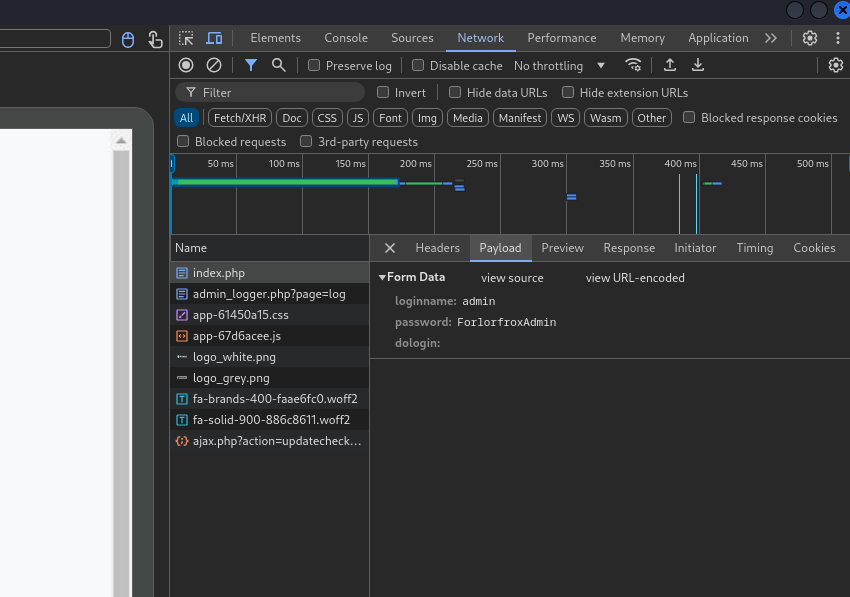 Elements Console Sources Network Performance Memory Application
Preserve log Disable cache No throttling
Filter Invert Hide data URLs Hide extension URLs
All Fetch/XHR Doc CSS JS Font Img Media Manifest WS Wasm Other Blocked response cookies
Blocked requests 3rd-party requests
50 ms 100 ms 150 ms 200 ms 250 ms 300 ms 350 ms 400 ms 450 ms 500 ms
Name Headers Payload Preview Response Initiator Timing Cookies
index.php
admin_logger.php?page=log
app-61450a15.css
app-67d6acee.js
logo_white.png
logo_grey.png
fa-brands-400-faae6fc0.woff2
fa-solid-900-886c8611.woff2
ajax.php?action=updatecheck…
Form Data view source view URL-encoded
loginname: admin
password: ForlorfroxAdmin
dologin: